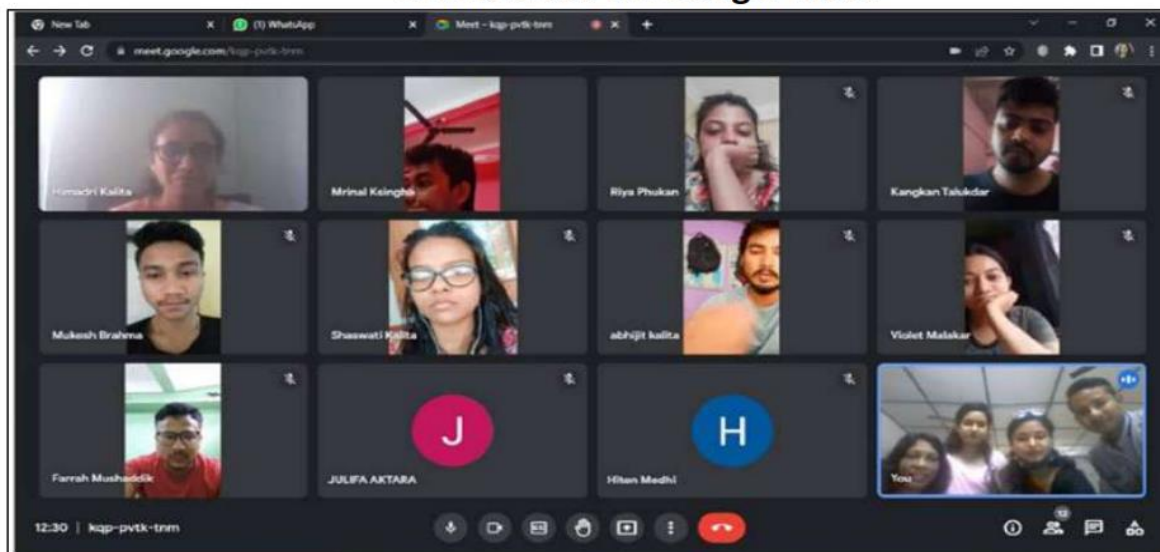 New Tab
(1) WhatsApp
Meet - kqp-pvtk-tnm
meet.google.com/kqp-pvtk-tnm
Himadri Kalita
Mrinal Ksingha
Riya Phukan
Kangkan Talukdar
Mukesh Brahma
Shaswati Kalita
abhijit kalita
Violet Malakar
Farrah Mushaddik
J
JULIFA AKTARA
H
Hiten Medhi
You
12:30 | kqp-pvtk-tnm
12